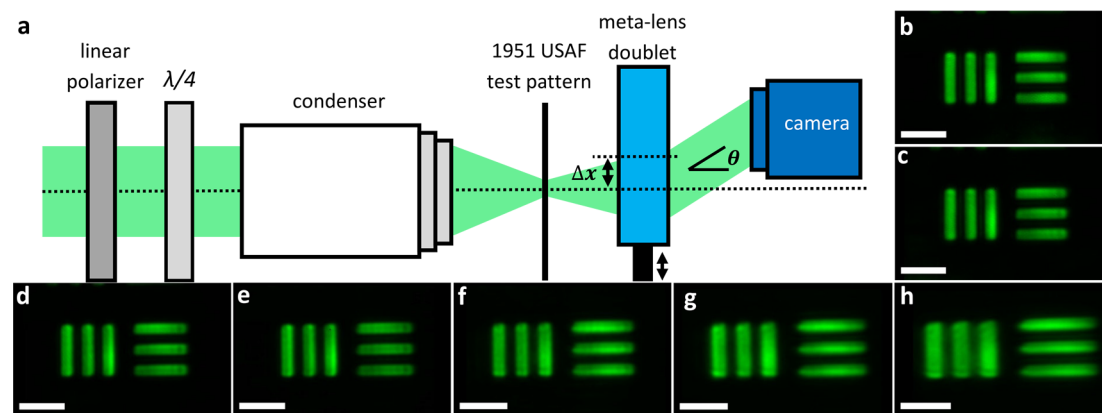 a
linear
polarizer
λ/4
condenser
1951 USAF
test pattern
meta-lens
doublet
Δx
θ
camera
b
c
d
e
f
g
h